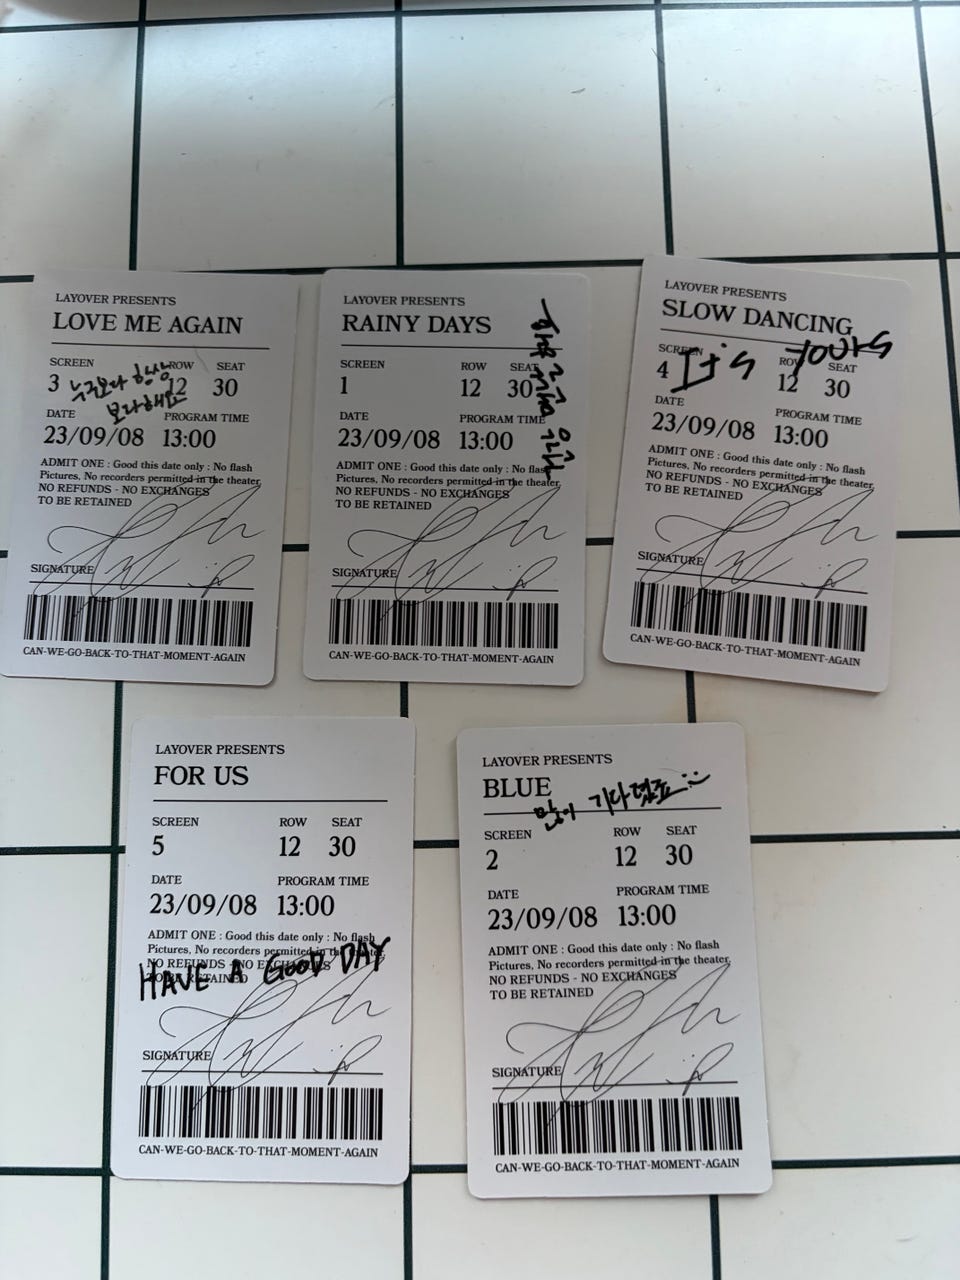 LAYOVER PRESENTS
LOVE ME AGAIN
SCREEN ROW SEAT
3 12 30
누구보다 항상
보라해요
DATE PROGRAM TIME
23/09/08 13:00
ADMIT ONE : Good this date only : No flash
Pictures, No recorders permitted in the theater,
NO REFUNDS - NO EXCHANGES
TO BE RETAINED
SIGNATURE
CAN-WE-GO-BACK-TO-THAT-MOMENT-AGAIN
LAYOVER PRESENTS
RAINY DAYS
SCREEN ROW SEAT
1 12 30
DATE PROGRAM TIME
23/09/08 13:00
ADMIT ONE : Good this date only : No flash
Pictures, No recorders permitted in the theater,
NO REFUNDS - NO EXCHANGES
TO BE RETAINED
SIGNATURE
CAN-WE-GO-BACK-TO-THAT-MOMENT-AGAIN
LAYOVER PRESENTS
SLOW DANCING
SCREEN ROW SEAT
4 12 30
It's yours
DATE PROGRAM TIME
23/09/08 13:00
ADMIT ONE : Good this date only : No flash
Pictures, No recorders permitted in the theater,
NO REFUNDS - NO EXCHANGES
TO BE RETAINED
SIGNATURE
CAN-WE-GO-BACK-TO-THAT-MOMENT-AGAIN
LAYOVER PRESENTS
FOR US
SCREEN ROW SEAT
5 12 30
DATE PROGRAM TIME
23/09/08 13:00
ADMIT ONE : Good this date only : No flash
Pictures, No recorders permitted in the theater,
NO REFUNDS - NO EXCHANGES
TO BE RETAINED
HAVE A GOOD DAY
SIGNATURE
CAN-WE-GO-BACK-TO-THAT-MOMENT-AGAIN
LAYOVER PRESENTS
BLUE
많이 기다렸죠 :)
SCREEN ROW SEAT
2 12 30
DATE PROGRAM TIME
23/09/08 13:00
ADMIT ONE : Good this date only : No flash
Pictures, No recorders permitted in the theater,
NO REFUNDS - NO EXCHANGES
TO BE RETAINED
SIGNATURE
CAN-WE-GO-BACK-TO-THAT-MOMENT-AGAIN